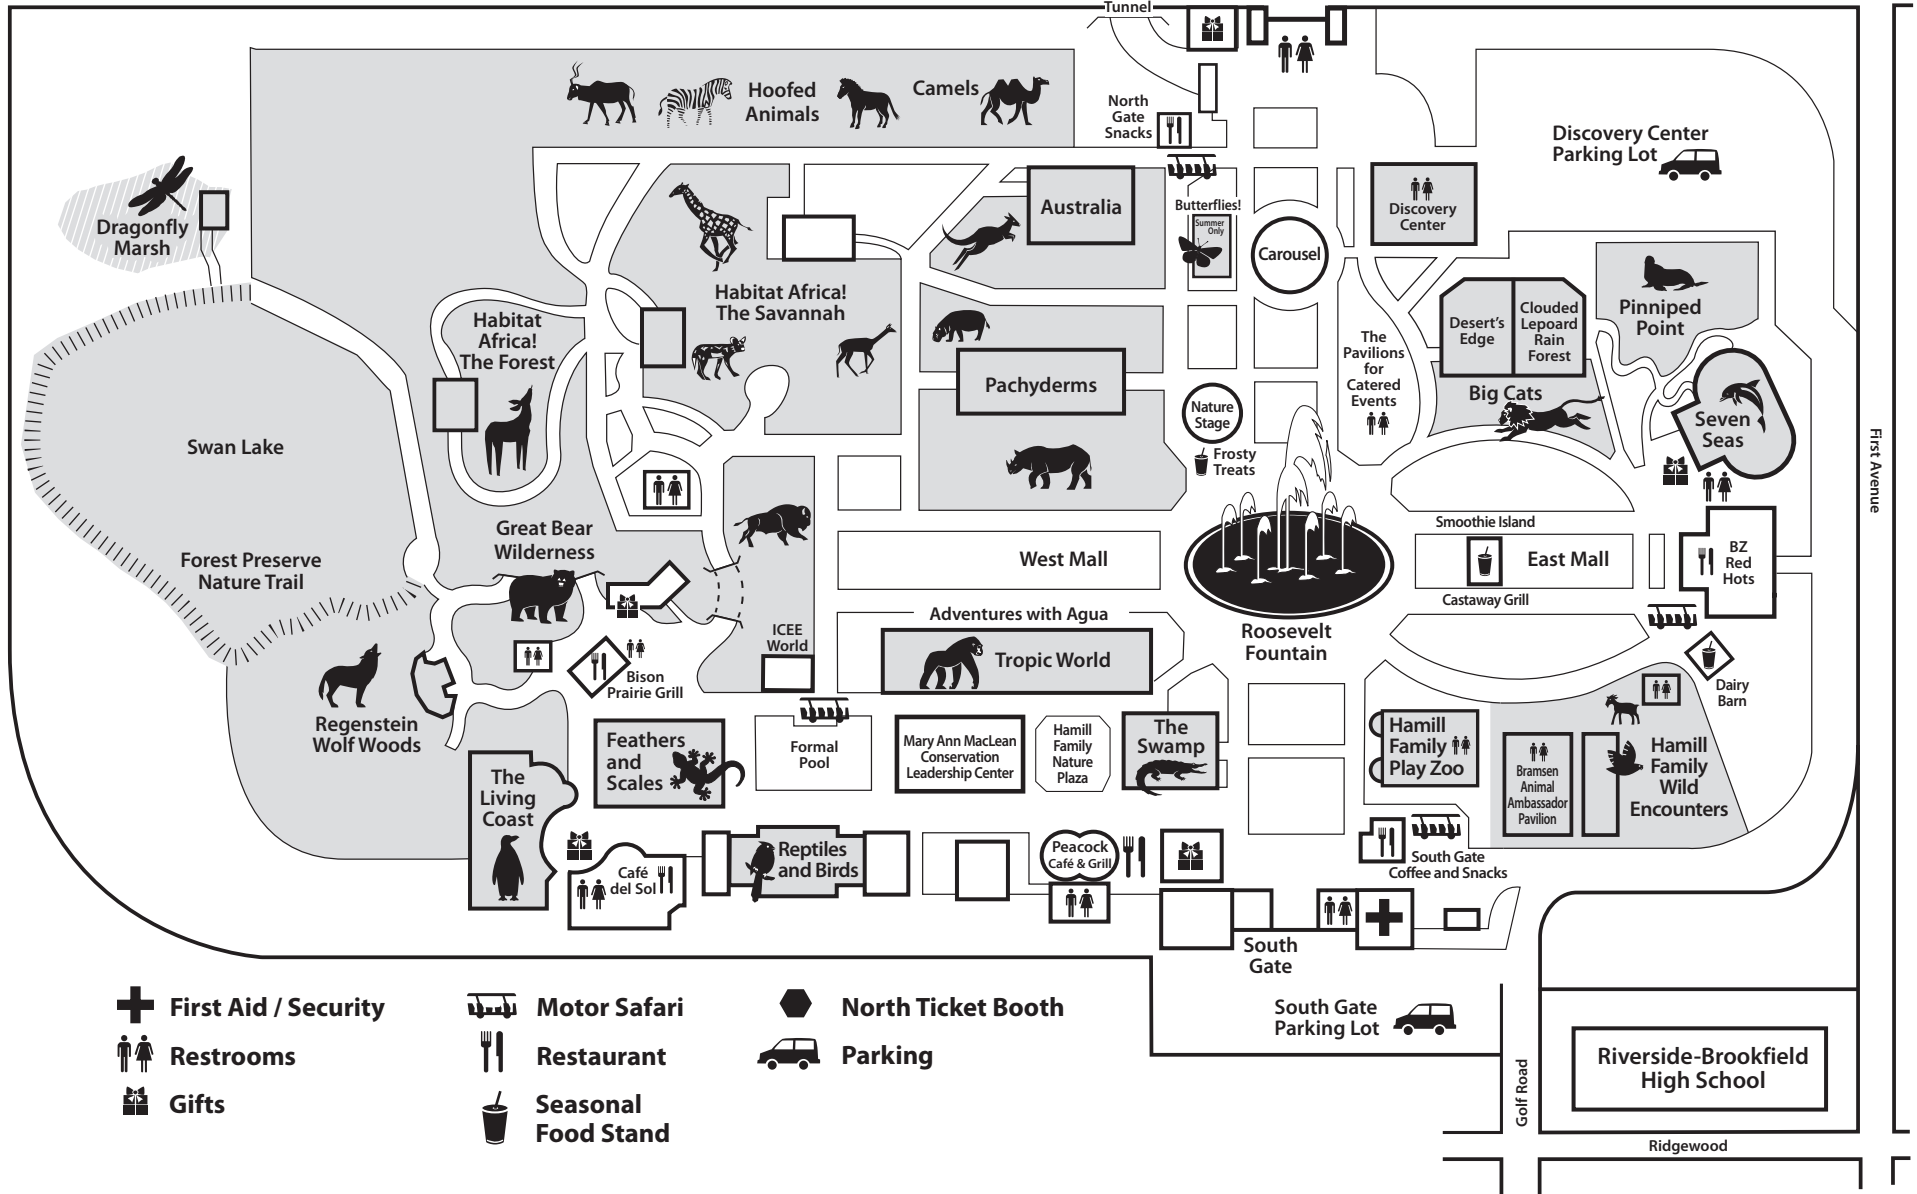 Tunnel
Hoofed
Animals
Camels
North
Gate
Snacks
Discovery Center
Parking Lot
Dragonfly
Marsh
Australia
Butterflies!
Summer
Only
Carousel
Discovery
Center
Habitat Africa!
The Savannah
Habitat
Africa!
The Forest
Pachyderms
The
Pavilions
for
Catered
Events
Desert's
Edge
Clouded
Lepoard
Rain
Forest
Pinniped
Point
Big Cats
Seven
Seas
Nature
Stage
Frosty
Treats
First Avenue
Swan Lake
Forest Preserve
Nature Trail
Great Bear
Wilderness
West Mall
Smoothie Island
East Mall
Castaway Grill
BZ
Red
Hots
Adventures with Agua
Tropic World
Roosevelt
Fountain
ICEE
World
Bison
Prairie Grill
Regenstein
Wolf Woods
Dairy
Barn
Feathers
and
Scales
Formal
Pool
Mary Ann MacLean
Conservation
Leadership Center
Hamill
Family
Nature
Plaza
The
Swamp
Hamill
Family
Play Zoo
Bramsen
Animal
Ambassador
Pavilion
Hamill
Family
Wild
Encounters
The
Living
Coast
Café
del Sol
Reptiles
and Birds
Peacock
Café & Grill
South Gate
Coffee and Snacks
South
Gate
South Gate
Parking Lot
First Aid / Security
Restrooms
Gifts
Motor Safari
Restaurant
Seasonal
Food Stand
North Ticket Booth
Parking
Golf Road
Riverside-Brookfield
High School
Ridgewood